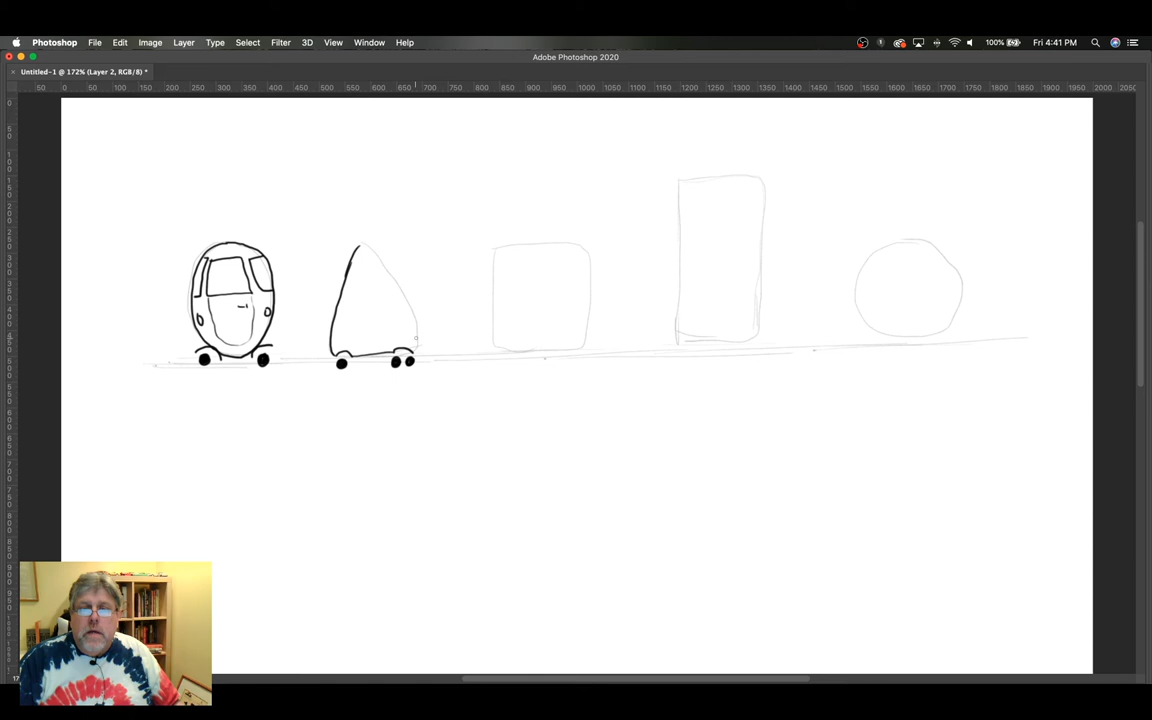 Photoshop File Edit Image Layer Type Select Filter 3D View Window Help 100% Fri 4:41 PM
Adobe Photoshop 2020
Untitled-1 @ 172% (Layer 2, RGB/8) *
50 0 50 100 150 200 250 300 350 400 450 500 550 600 650 700 750 800 850 900 950 1000 1050 1100 1150 1200 1250 1300 1350 1400 1450 1500 1550 1600 1650 1700 1750 1800 1850 1900 1950 2000 2050